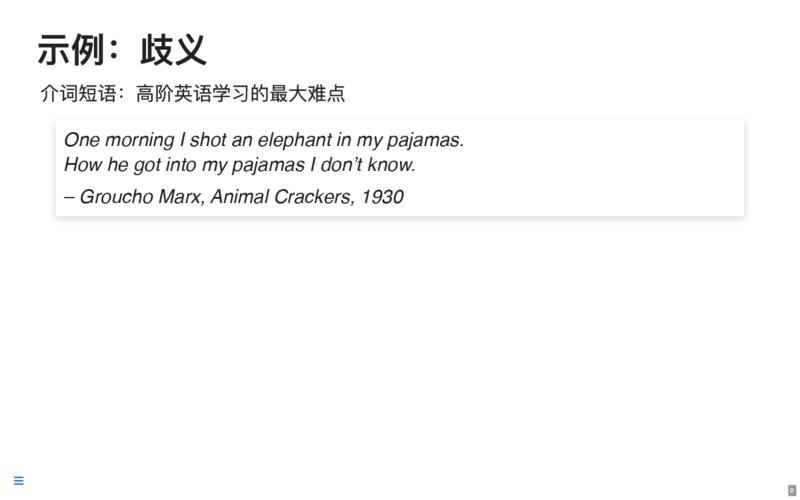 示例：歧义
介词短语：高阶英语学习的最大难点
One morning I shot an elephant in my pajamas.
How he got into my pajamas I don’t know.
– Groucho Marx, Animal Crackers, 1930